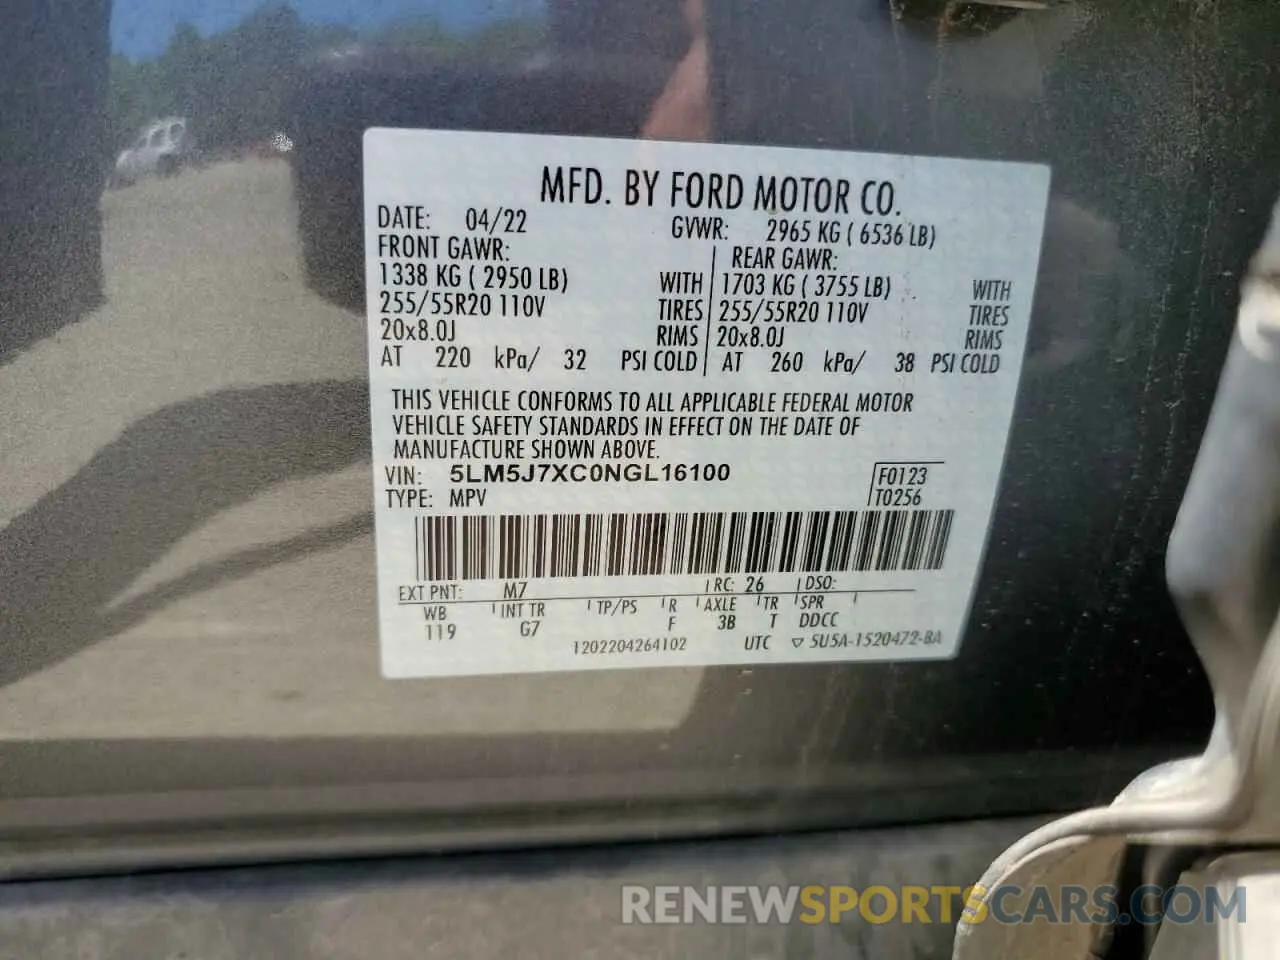 MFD. BY FORD MOTOR CO.
DATE: 04/22 GVWR: 2965 KG ( 6536 LB)
FRONT GAWR: REAR GAWR:
1338 KG ( 2950 LB) WITH 1703 KG ( 3755 LB) WITH
255/55R20 110V TIRES 255/55R20 110V TIRES
20x8.0J RIMS 20x8.0J RIMS
AT 220 kPa/ 32 PSI COLD AT 260 kPa/ 38 PSI COLD
THIS VEHICLE CONFORMS TO ALL APPLICABLE FEDERAL MOTOR
VEHICLE SAFETY STANDARDS IN EFFECT ON THE DATE OF
MANUFACTURE SHOWN ABOVE.
VIN: 5LM5J7XC0NGL16100 F0123
TYPE: MPV T0256
EXT PNT: M7 RC: 26 DSO:
WB INT TR TP/PS R AXLE TR SPR
119 G7 F 3B T DDCC
1202204264102 UTC ▽ 5U5A-1520472-BA
RENEWSPORTSCARS.COM